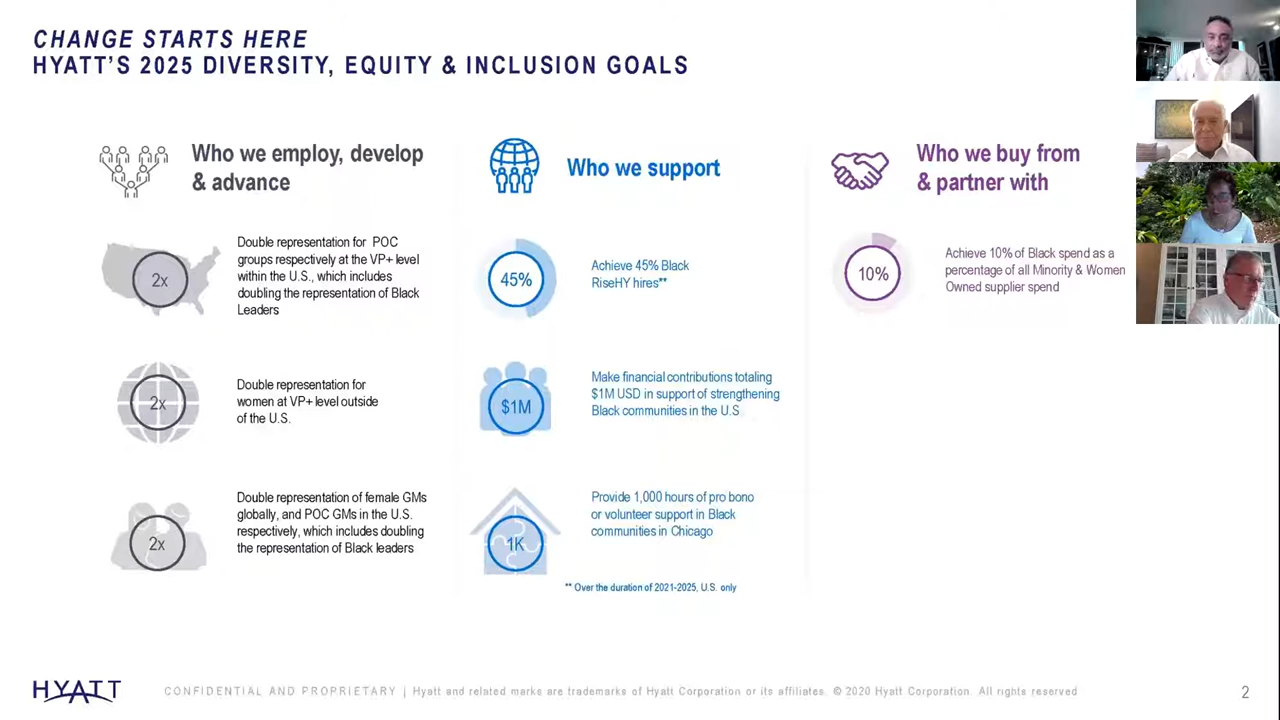 CHANGE STARTS HERE
HYATT'S 2025 DIVERSITY, EQUITY & INCLUSION GOALS
Who we employ, develop
& advance
2x
Double representation for POC
groups respectively at the VP+ level
within the U.S., which includes
doubling the representation of Black
Leaders
2x
Double representation for
women at VP+ level outside
of the U.S.
2x
Double representation of female GMs
globally, and POC GMs in the U.S.
respectively, which includes doubling
the representation of Black leaders
Who we support
45%
Achieve 45% Black
RiseHY hires**
$1M
Make financial contributions totaling
$1M USD in support of strengthening
Black communities in the U.S
1K
Provide 1,000 hours of pro bono
or volunteer support in Black
communities in Chicago
** Over the duration of 2021-2025, U.S. only
Who we buy from
& partner with
10%
Achieve 10% of Black spend as a
percentage of all Minority & Women
Owned supplier spend
HYATT
CONFIDENTIAL AND PROPRIETARY | Hyatt and related marks are trademarks of Hyatt Corporation or its affiliates. © 2020 Hyatt Corporation. All rights reserved.
2